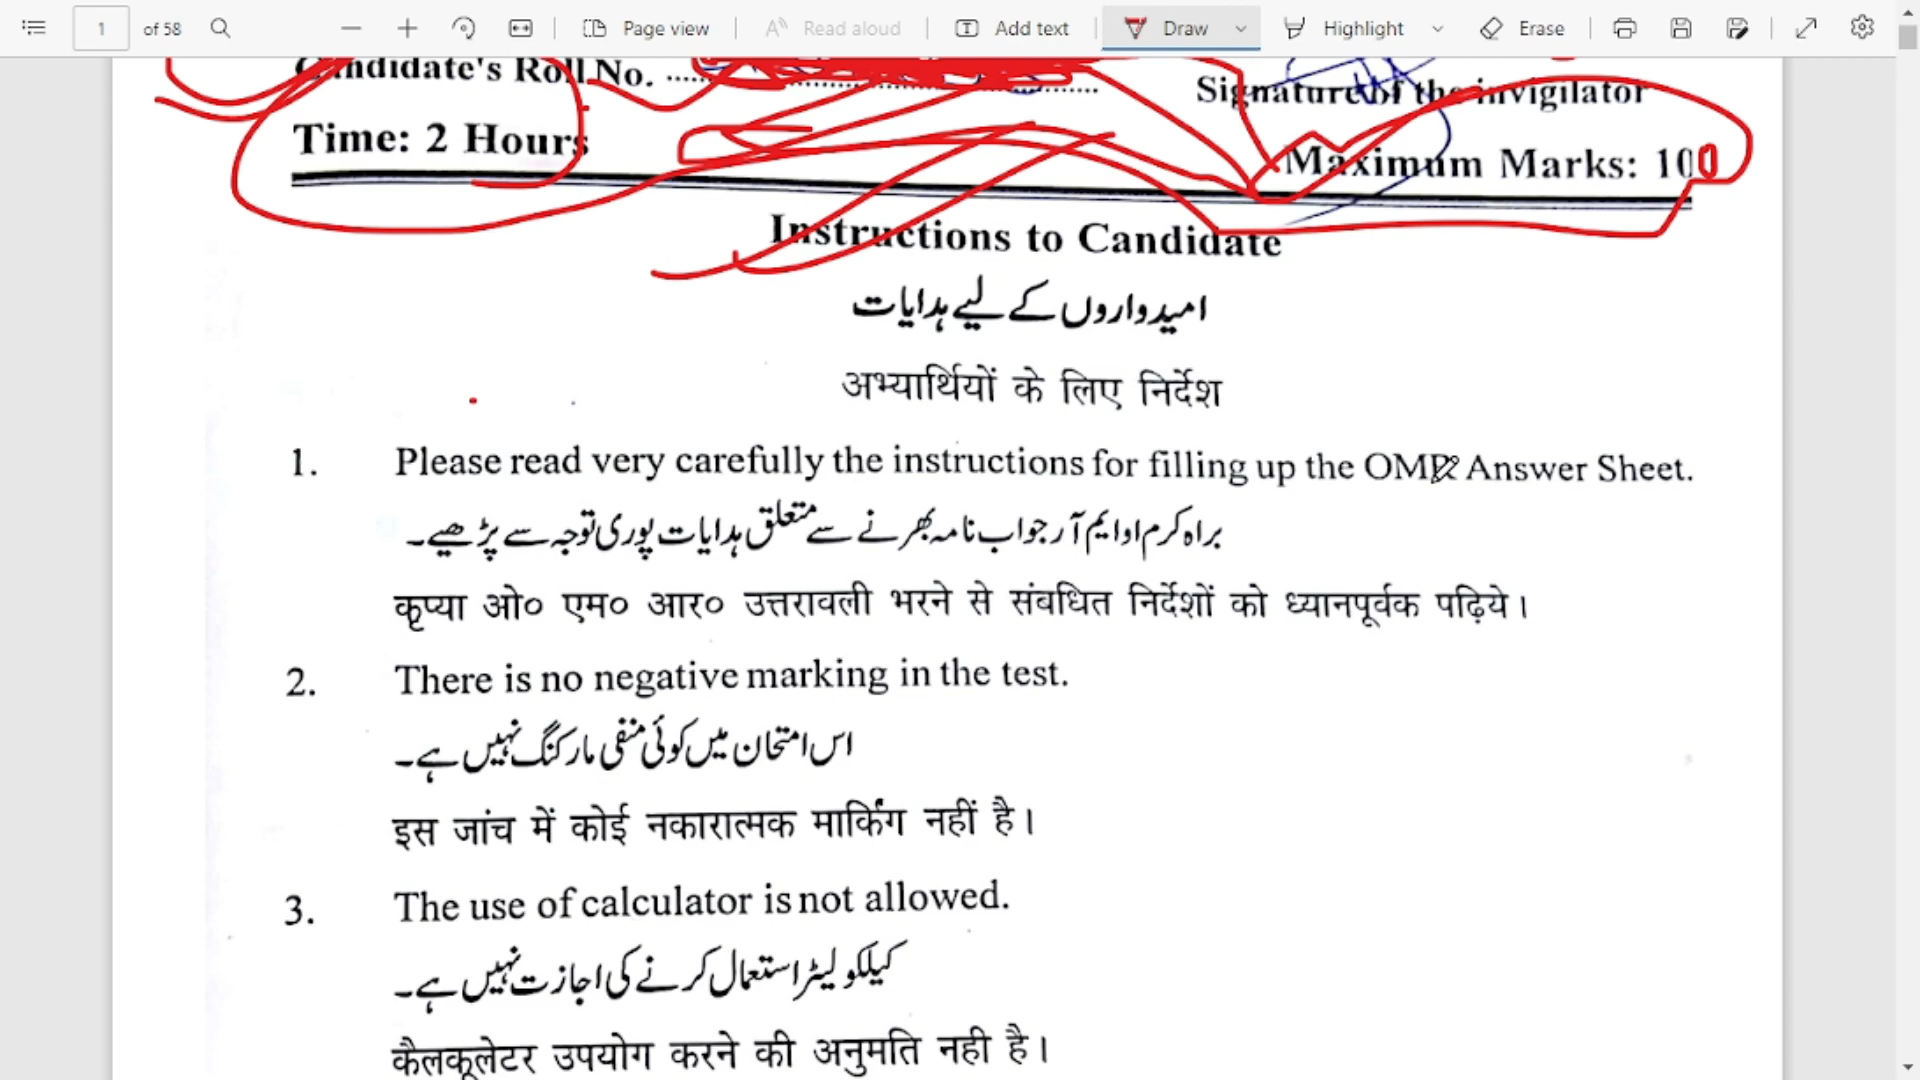 1 of 58 Page view Read aloud Add text Draw Highlight Erase
Candidate's Roll No. ........................................
Signature of the invigilator
Time: 2 Hours
Maximum Marks: 100
Instructions to Candidate
امیدواروں کے لیے ہدایات
अभ्यार्थियों के लिए निर्देश
1. Please read very carefully the instructions for filling up the OMR Answer Sheet.
براہ کرم او ایم آر جواب نامہ بھرنے سے متعلق ہدایات پوری توجہ سے پڑھیے۔
कृप्या ओ० एम० आर० उत्तरावली भरने से संबधित निर्देशों को ध्यानपूर्वक पढ़िये।
2. There is no negative marking in the test.
اس امتحان میں کوئی منفی مارکنگ نہیں ہے۔
इस जांच में कोई नकारात्मक मार्किंग नहीं है।
3. The use of calculator is not allowed.
کیلکولیٹر استعمال کرنے کی اجازت نہیں ہے۔
कैलकूलेटर उपयोग करने की अनुमति नही है।